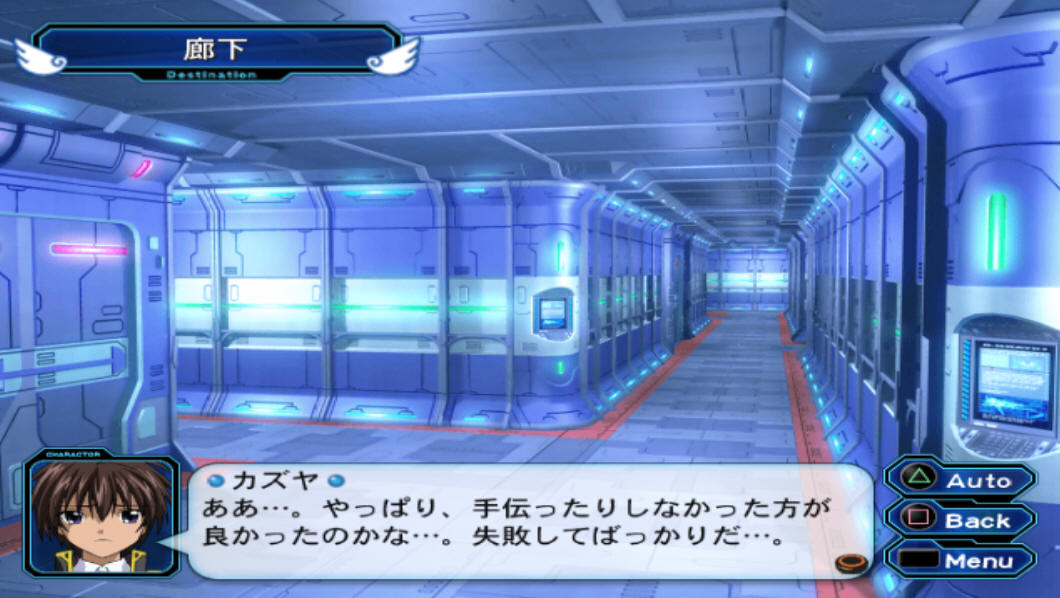 廊下
Destination
CHARACTOR
カズヤ
ああ…。やっぱり、手伝ったりしなかった方が
良かったのかな…。失敗してばっかりだ…。
Auto
Back
Menu